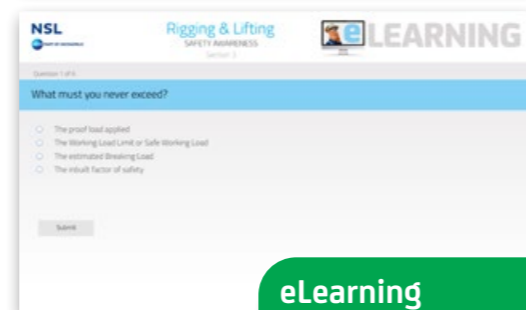 NSL
Rigging & Lifting
SAFETY AWARENESS
Section 3
eLEARNING
Question 1 of 6
What must you never exceed?
The proof load applied
The Working Load Limit or Safe Working Load
The estimated Breaking Load
The inbuilt factor of safety
Submit
eLearning